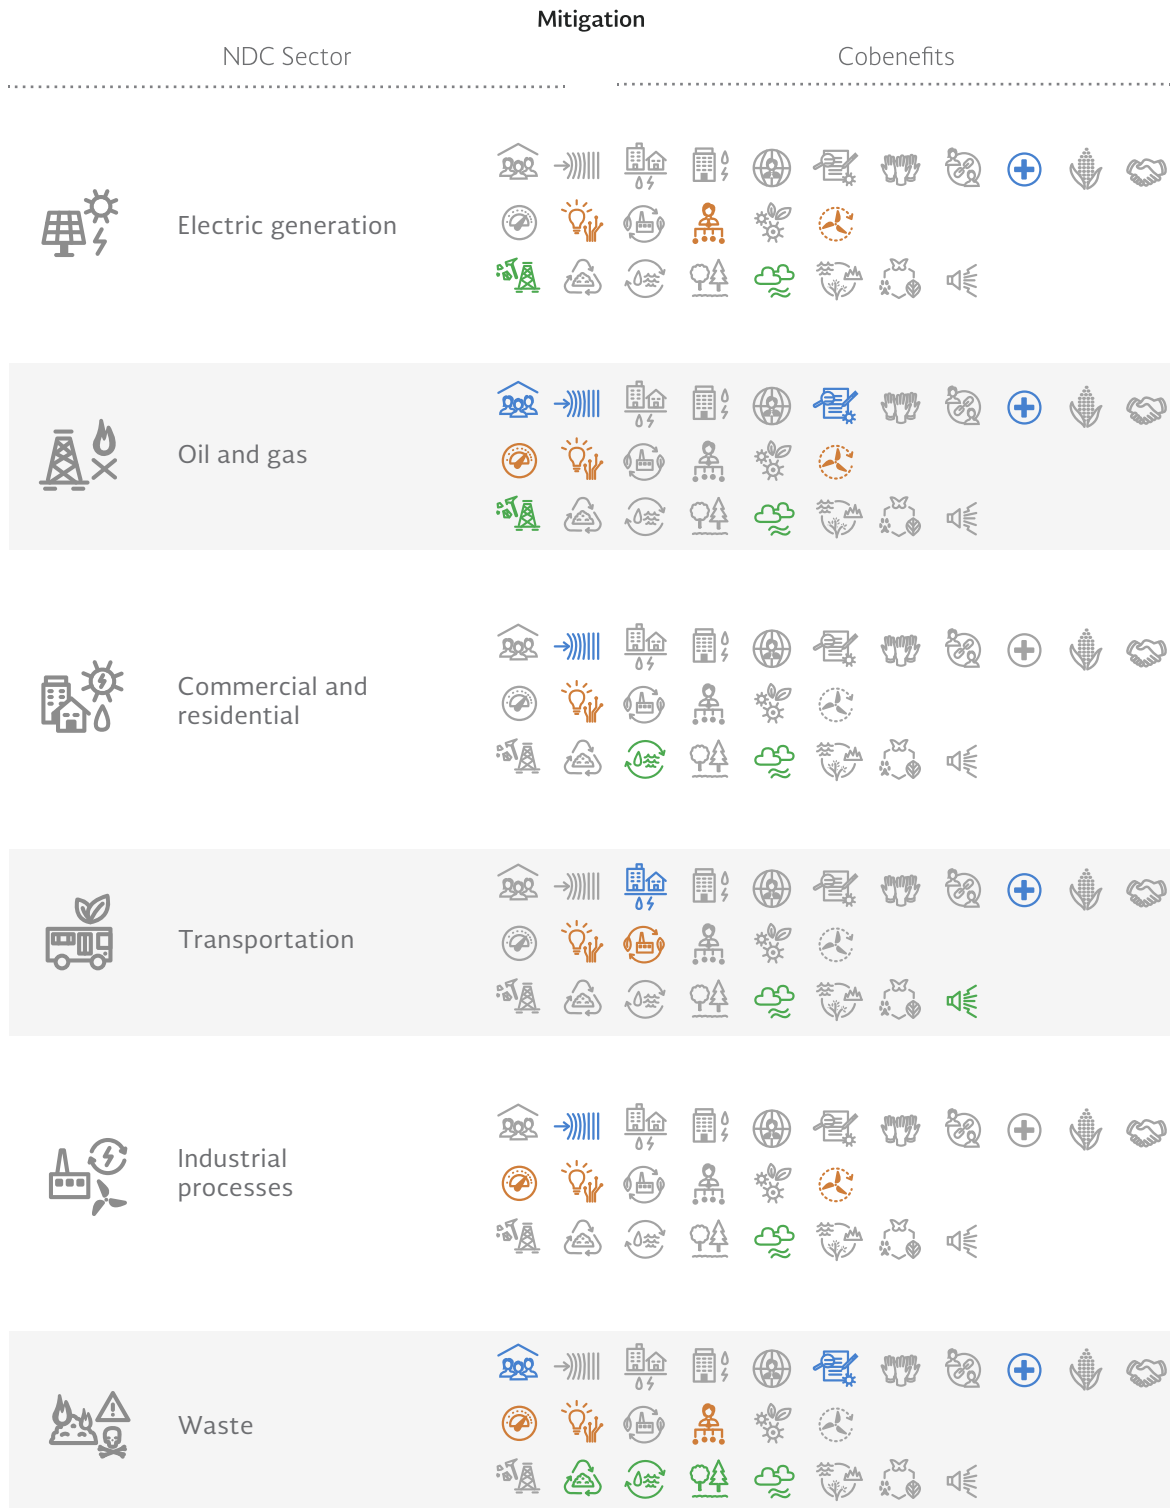 Mitigation
NDC Sector
Cobenefits
Electric generation
Oil and gas
Commercial and
residential
Transportation
Industrial
processes
Waste